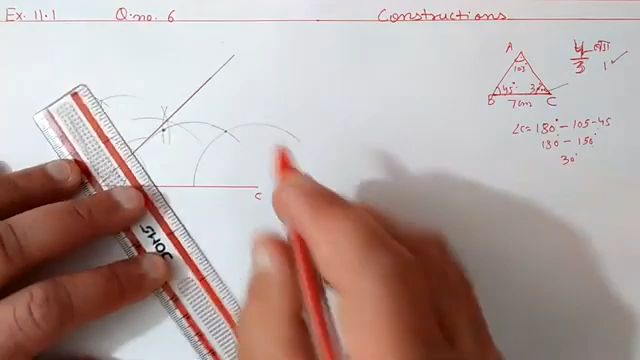 Ex. 11.1 Q.no. 6 Constructions
A
105°
45° 30°
B C
7cm
4
3 1 ✓
∠C = 180° - 105 - 45
180 - 150°
30°
C
JOMS